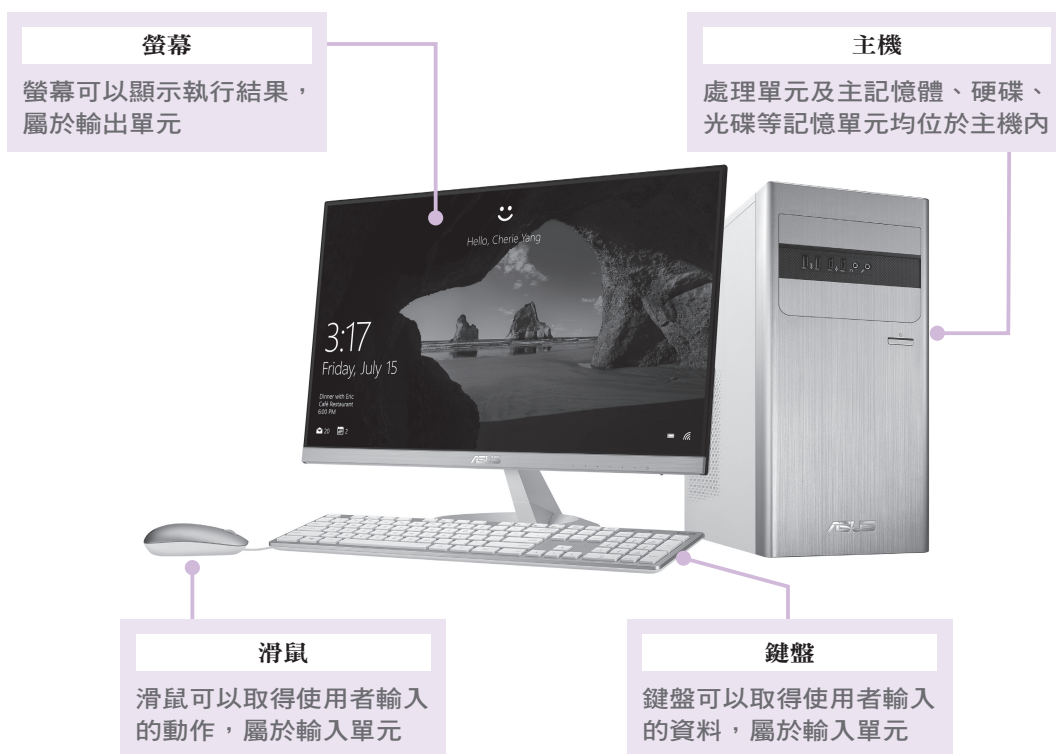 螢幕
螢幕可以顯示執行結果，
屬於輸出單元
主機
處理單元及主記憶體、硬碟、
光碟等記憶單元均位於主機內
Hello, Cherie Yang
3:17
Friday, July 15
Dinner with Eric
Café Restaurant
6:00 PM
20
2
ASUS
ASUS
滑鼠
滑鼠可以取得使用者輸入
的動作，屬於輸入單元
鍵盤
鍵盤可以取得使用者輸入
的資料，屬於輸入單元